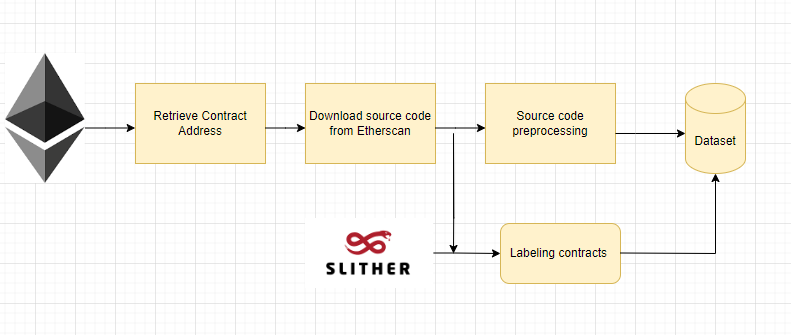 Retrieve Contract
Address
Download source code
from Etherscan
Source code
preprocessing
Dataset
SLITHER
Labeling contracts